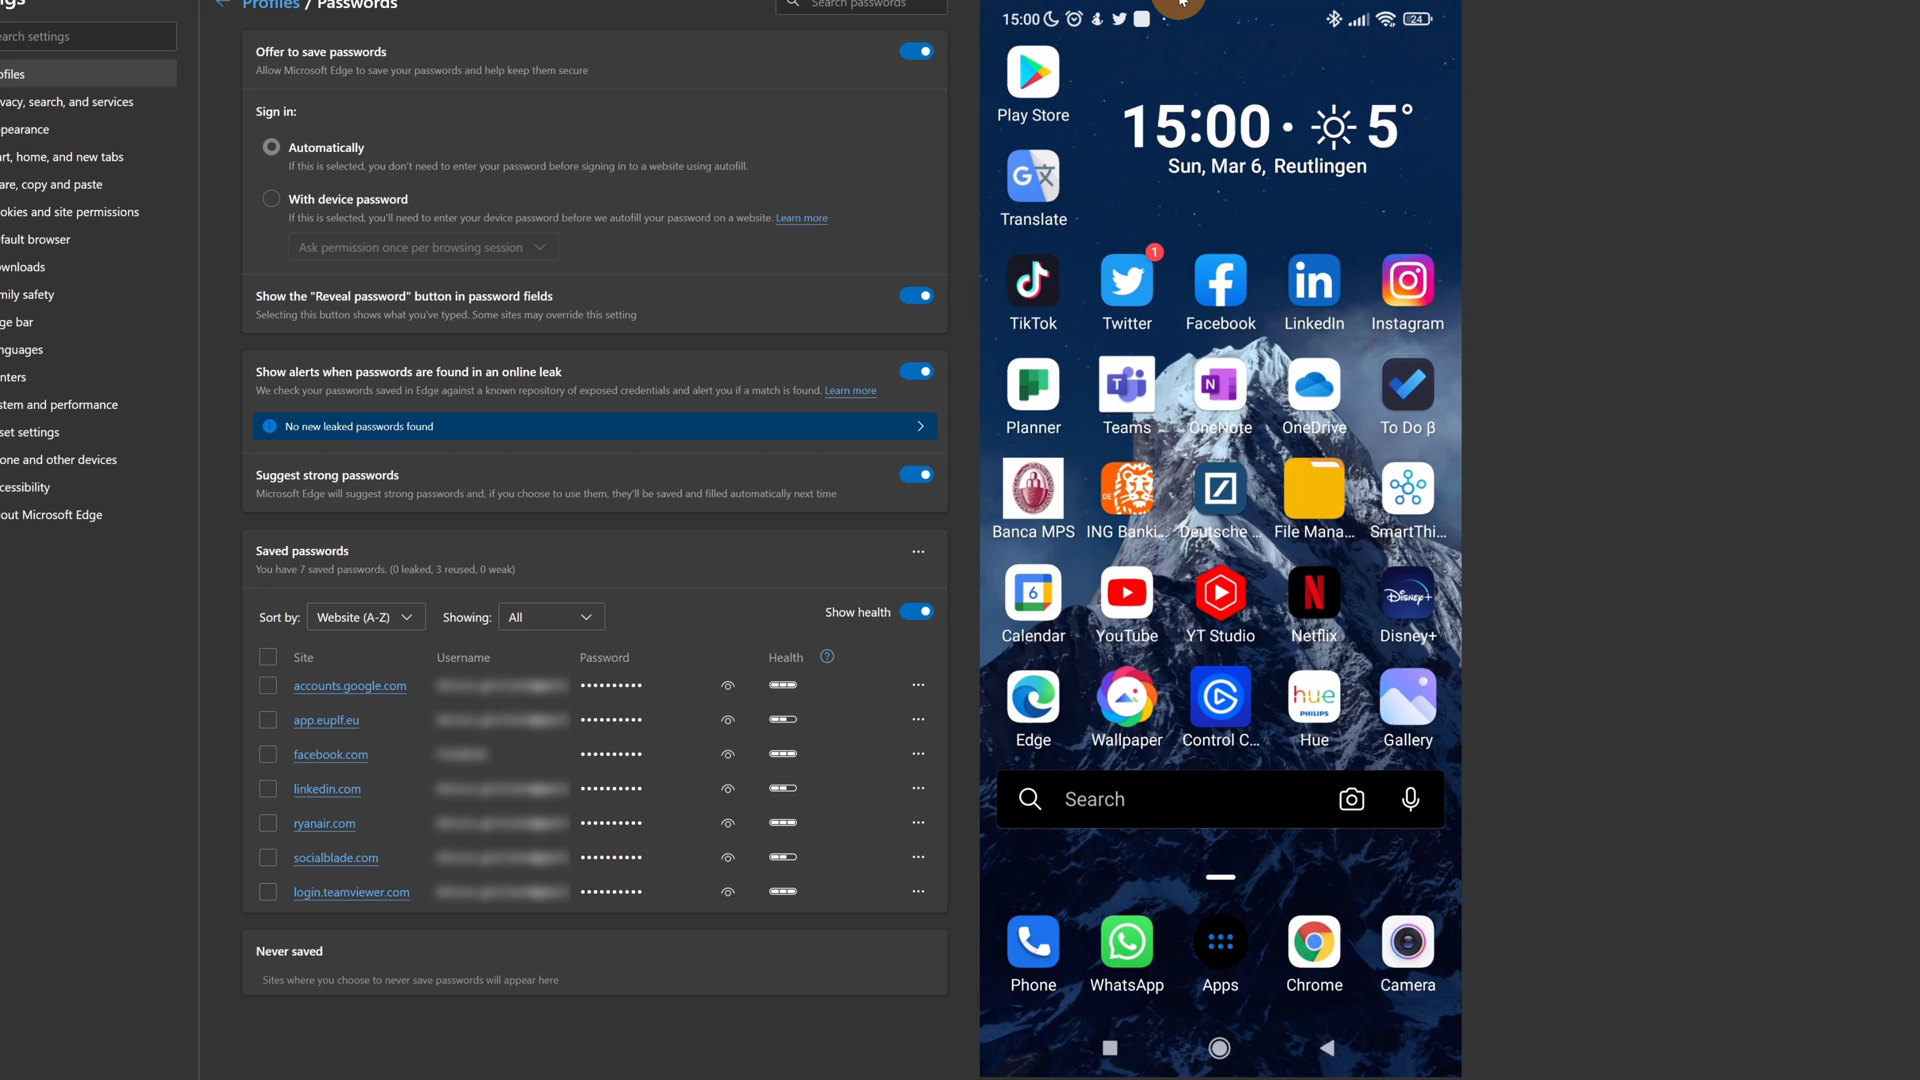 Profiles / Passwords
Search passwords
earch settings
ofiles
vacy, search, and services
pearance
art, home, and new tabs
are, copy and paste
okies and site permissions
fault browser
ownloads
mily safety
ge bar
nguages
nters
stem and performance
set settings
one and other devices
cessibility
out Microsoft Edge
Offer to save passwords
Allow Microsoft Edge to save your passwords and help keep them secure
Sign in:
Automatically
If this is selected, you don't need to enter your password before signing in to a website using autofill.
With device password
If this is selected, you'll need to enter your device password before we autofill your password on a website. Learn more
Ask permission once per browsing session
Show the "Reveal password" button in password fields
Selecting this button shows what you've typed. Some sites may override this setting
Show alerts when passwords are found in an online leak
We check your passwords saved in Edge against a known repository of exposed credentials and alert you if a match is found. Learn more
No new leaked passwords found
Suggest strong passwords
Microsoft Edge will suggest strong passwords and, if you choose to use them, they'll be saved and filled automatically next time
Saved passwords
You have 7 saved passwords. (0 leaked, 3 reused, 0 weak)
Sort by: Website (A-Z) Showing: All Show health
Site Username Password Health
accounts.google.com
app.euplf.eu
facebook.com
linkedin.com
ryanair.com
socialblade.com
login.teamviewer.com
Never saved
Sites where you choose to never save passwords will appear here
15:00 24
Play Store
15:00 · 5°
Sun, Mar 6, Reutlingen
Translate
1
TikTok Twitter Facebook LinkedIn Instagram
Planner Teams OneNote OneDrive To Do β
DE
Banca MPS ING Banki... Deutsche ... File Mana... SmartThi...
6 Disney+
Calendar YouTube YT Studio Netflix Disney+
hue
PHILIPS
Edge Wallpaper Control C... Hue Gallery
Search
Phone WhatsApp Apps Chrome Camera